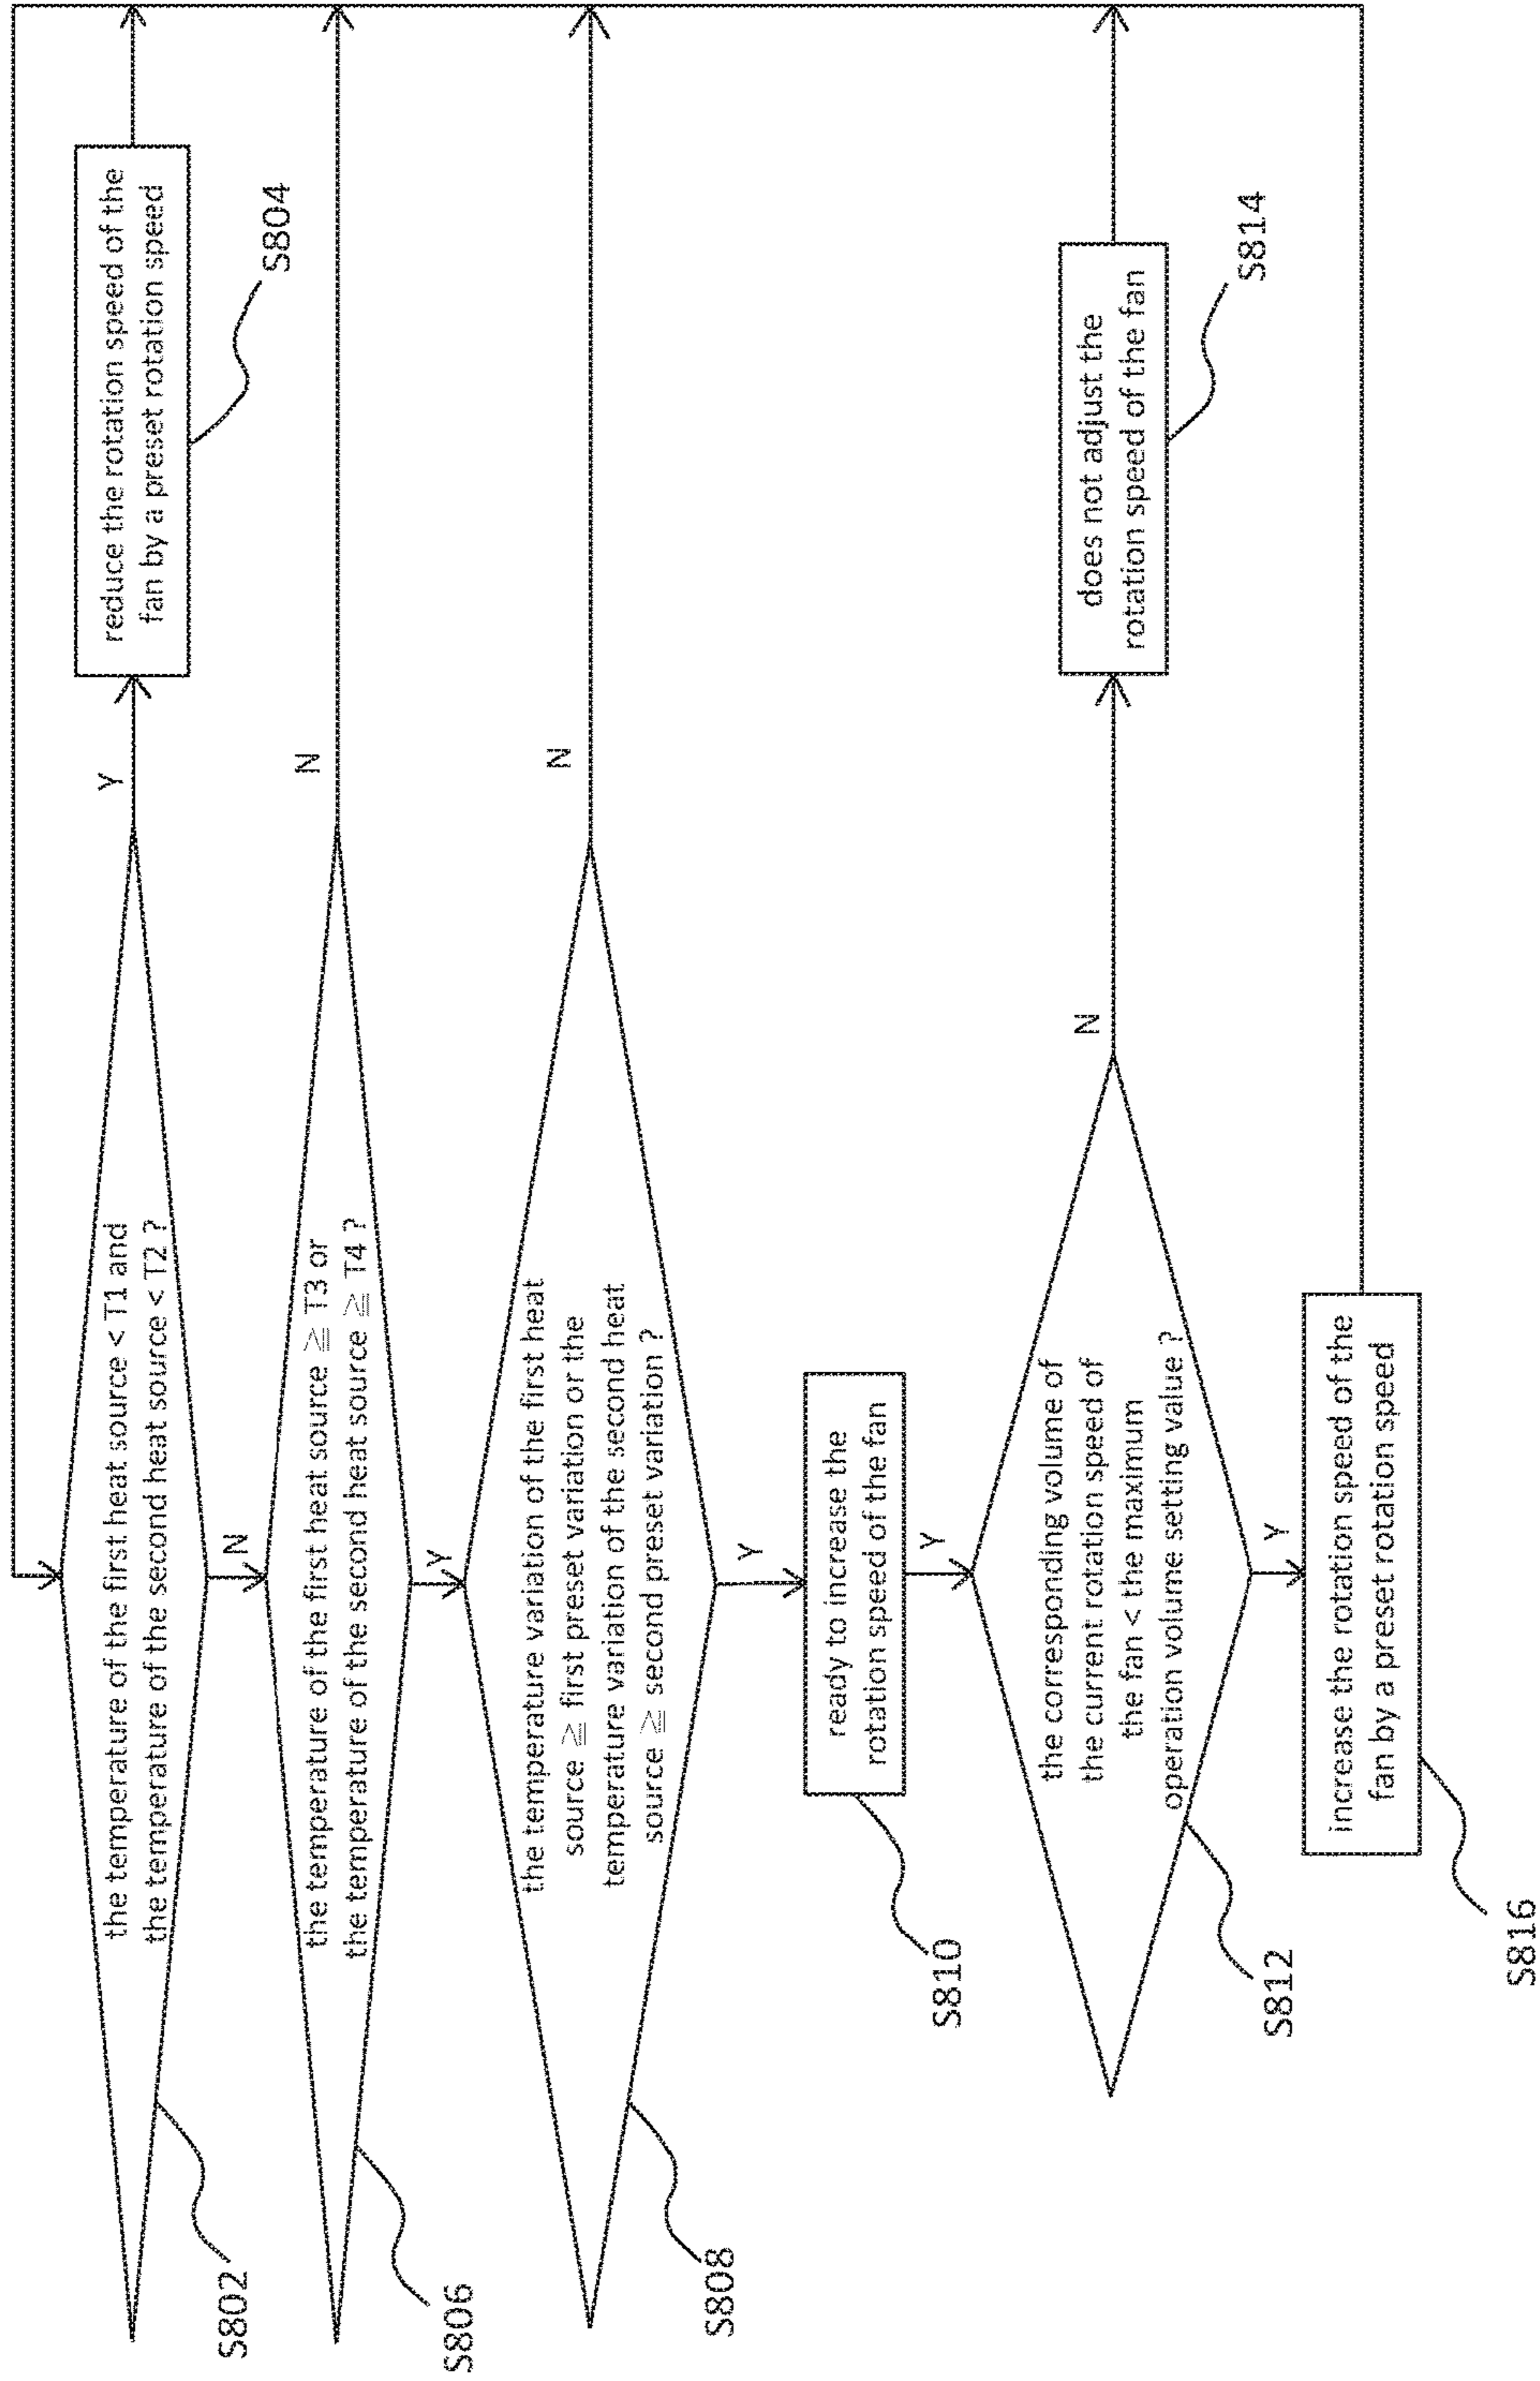 the temperature of the first heat source < T1 and
the temperature of the second heat source < T2 ?
Y
reduce the rotation speed of the
fan by a preset rotation speed
S804
S802
N
the temperature of the first heat source ≧ T3 or
the temperature of the second heat source ≧ T4 ?
N
S806
Y
the temperature variation of the first heat
source ≧ first preset variation or the
temperature variation of the second heat
source ≧ second preset variation ?
N
S808
Y
ready to increase the
rotation speed of the fan
S810
Y
the corresponding volume of
the current rotation speed of
the fan < the maximum
operation volume setting value ?
N
does not adjust the
rotation speed of the fan
S814
S812
Y
increase the rotation speed of the
fan by a preset rotation speed
S816